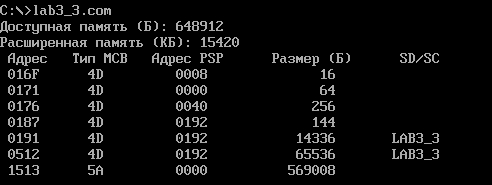 C:\>lab3_3.com
Доступная память (Б): 648912
Расширенная память (КБ): 15420
Адрес Тип MCB Адрес PSP Размер (Б) SD/SC
016F 4D 0008 16
0171 4D 0000 64
0176 4D 0040 256
0187 4D 0192 144
0191 4D 0192 14336 LAB3_3
0512 4D 0192 65536 LAB3_3
1513 5A 0000 569008